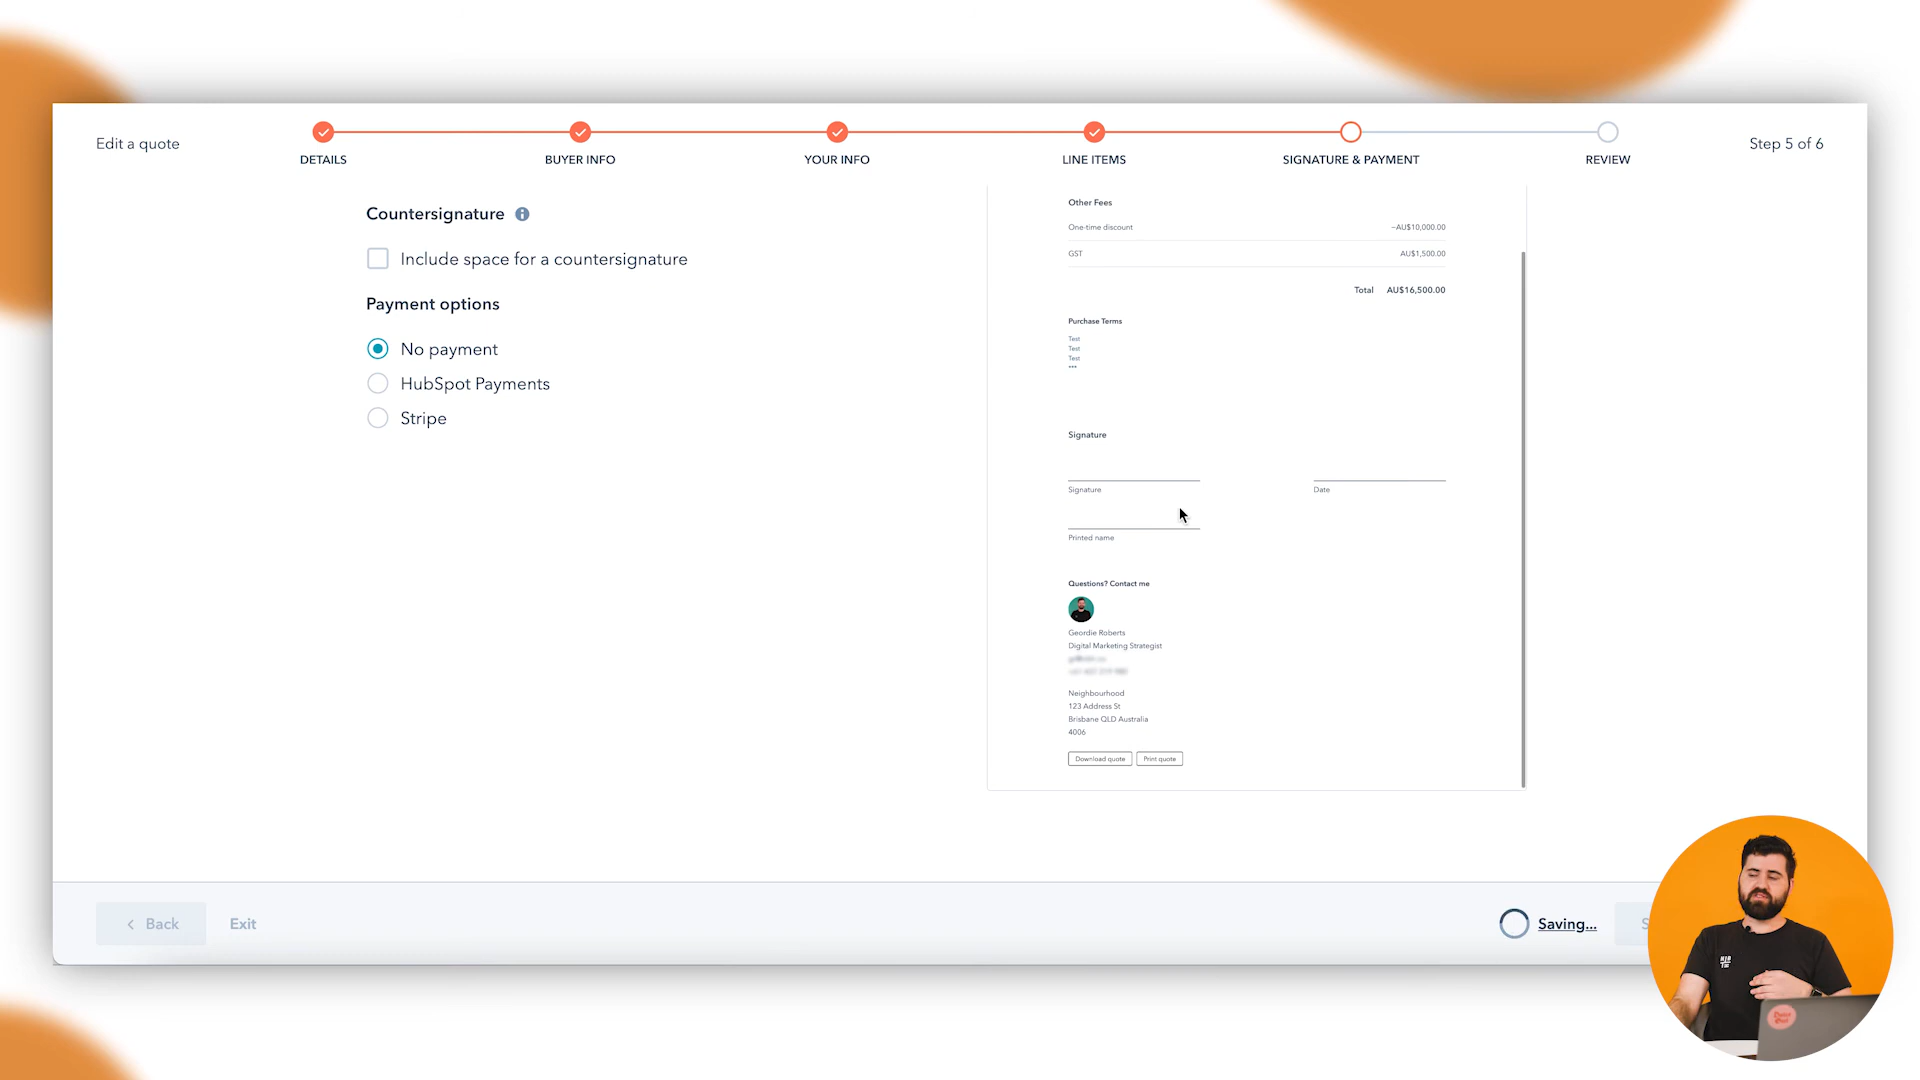 Edit a quote
DETAILS
BUYER INFO
YOUR INFO
LINE ITEMS
SIGNATURE & PAYMENT
REVIEW
Step 5 of 6
Countersignature
Include space for a countersignature
Payment options
No payment
HubSpot Payments
Stripe
Other Fees
One-time discount −AU$10,000.00
GST AU$1,500.00
Total AU$16,500.00
Purchase Terms
Test
Test
Test
***
Signature
Signature
Date
Printed name
Questions? Contact me
Geordie Roberts
Digital Marketing Strategist
Neighbourhood
123 Address St
Brisbane QLD Australia
4006
Download quote
Print quote
Back
Exit
Saving...